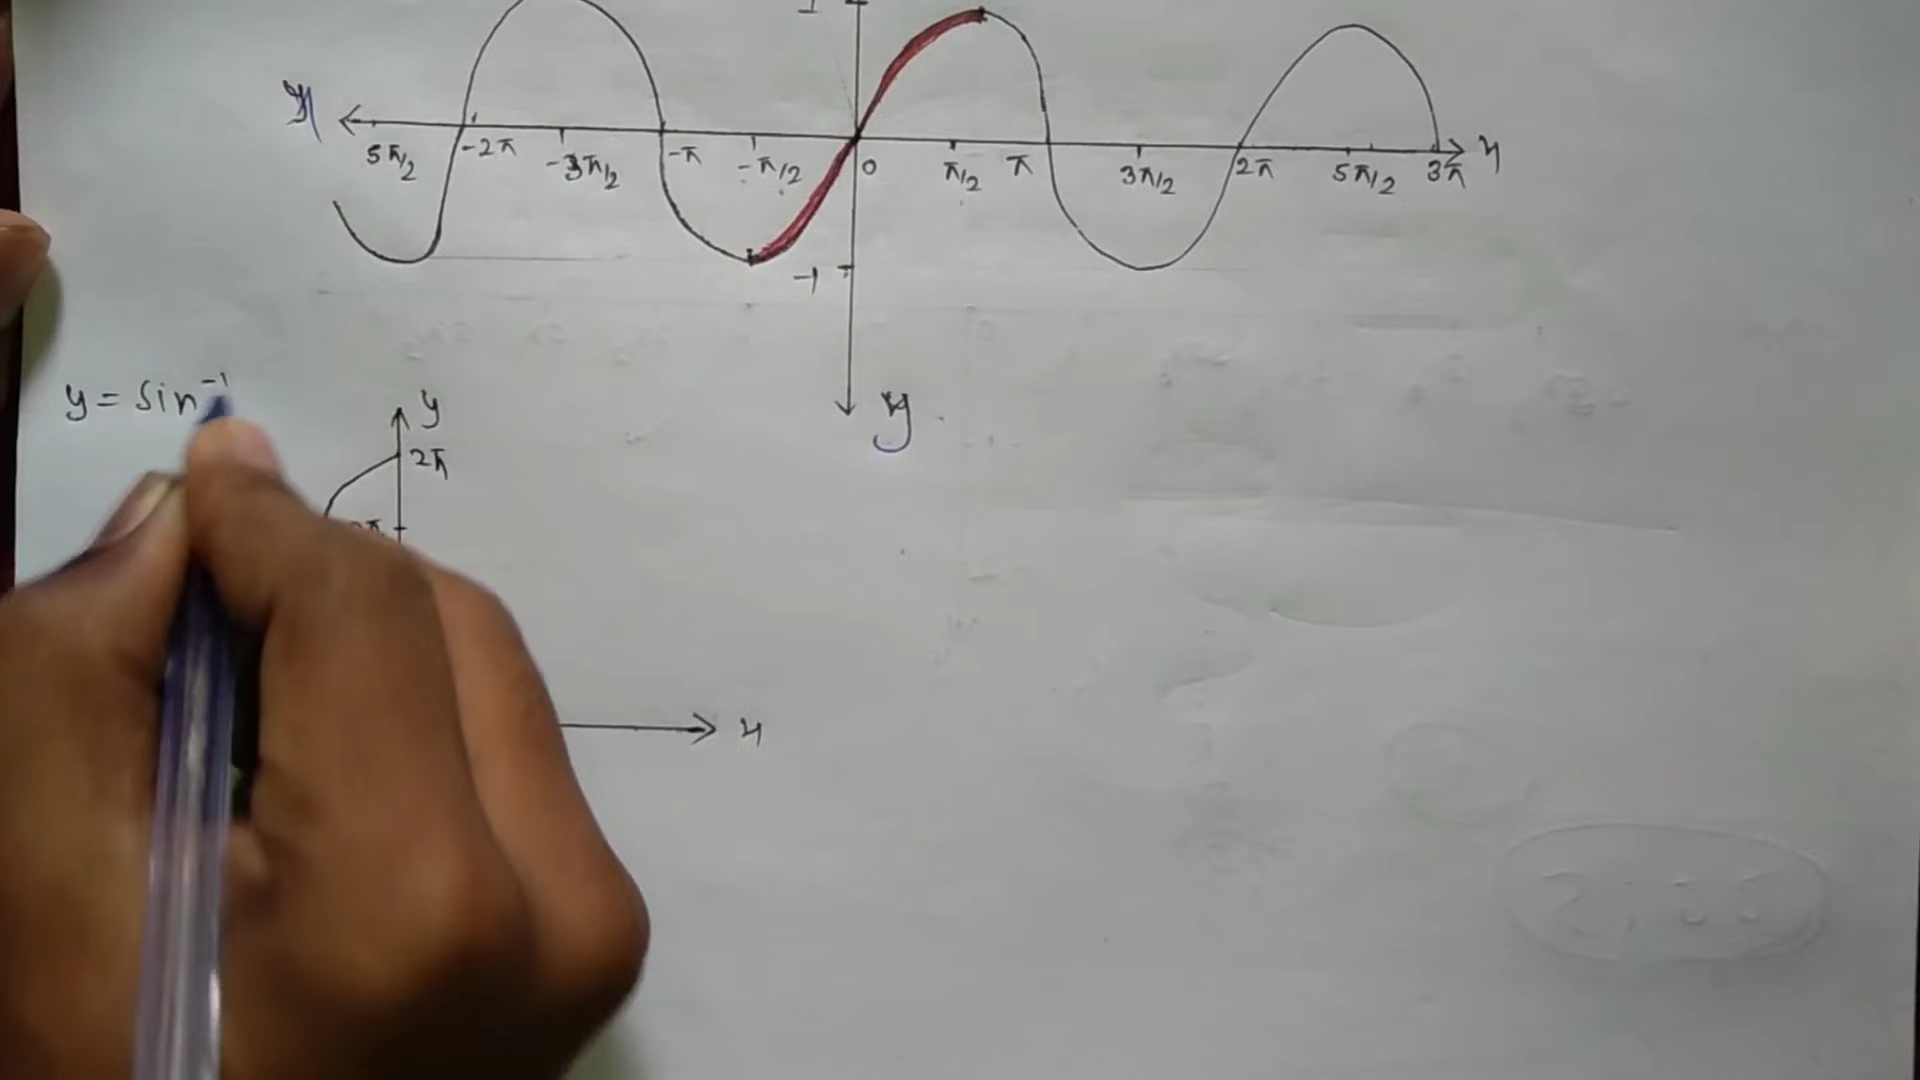 1
x
5π/2 -2π -3π/2 -π -π/2 0 π/2 π 3π/2 2π 5π/2 3π x
-1
y = sin⁻¹
y
y
2π
x